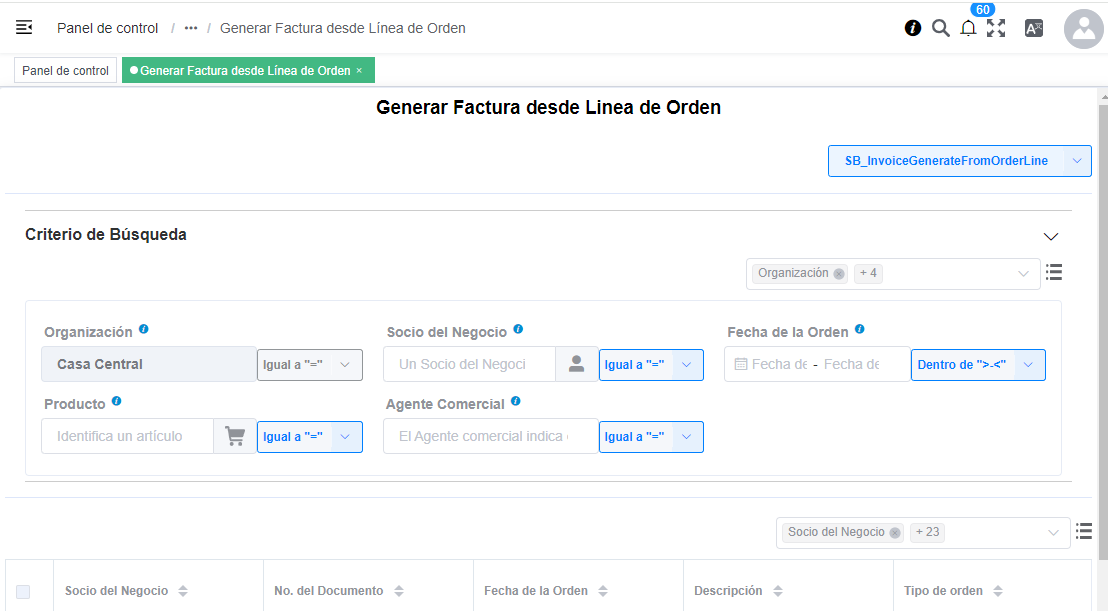 60
Panel de control / ••• / Generar Factura desde Línea de Orden
Panel de control
Generar Factura desde Línea de Orden ×
Generar Factura desde Linea de Orden
SB_InvoiceGenerateFromOrderLine
Criterio de Búsqueda
Organización + 4
Organización Socio del Negocio Fecha de la Orden
Casa Central Igual a "=" Un Socio del Negoci Igual a "=" Fecha de - Fecha de Dentro de ">-<"
Producto Agente Comercial
Identifica un artículo Igual a "=" El Agente comercial indica Igual a "="
Socio del Negocio + 23
Socio del Negocio No. del Documento Fecha de la Orden Descripción Tipo de orden